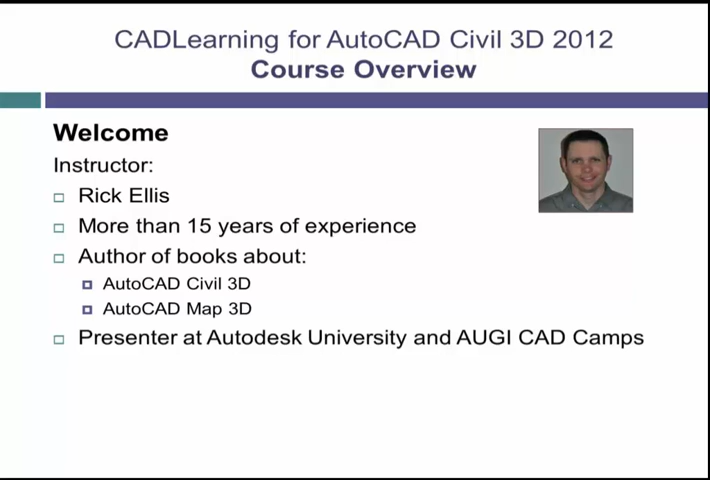 CADLearning for AutoCAD Civil 3D 2012
Course Overview
Welcome
Instructor:
Rick Ellis
More than 15 years of experience
Author of books about:
AutoCAD Civil 3D
AutoCAD Map 3D
Presenter at Autodesk University and AUGI CAD Camps